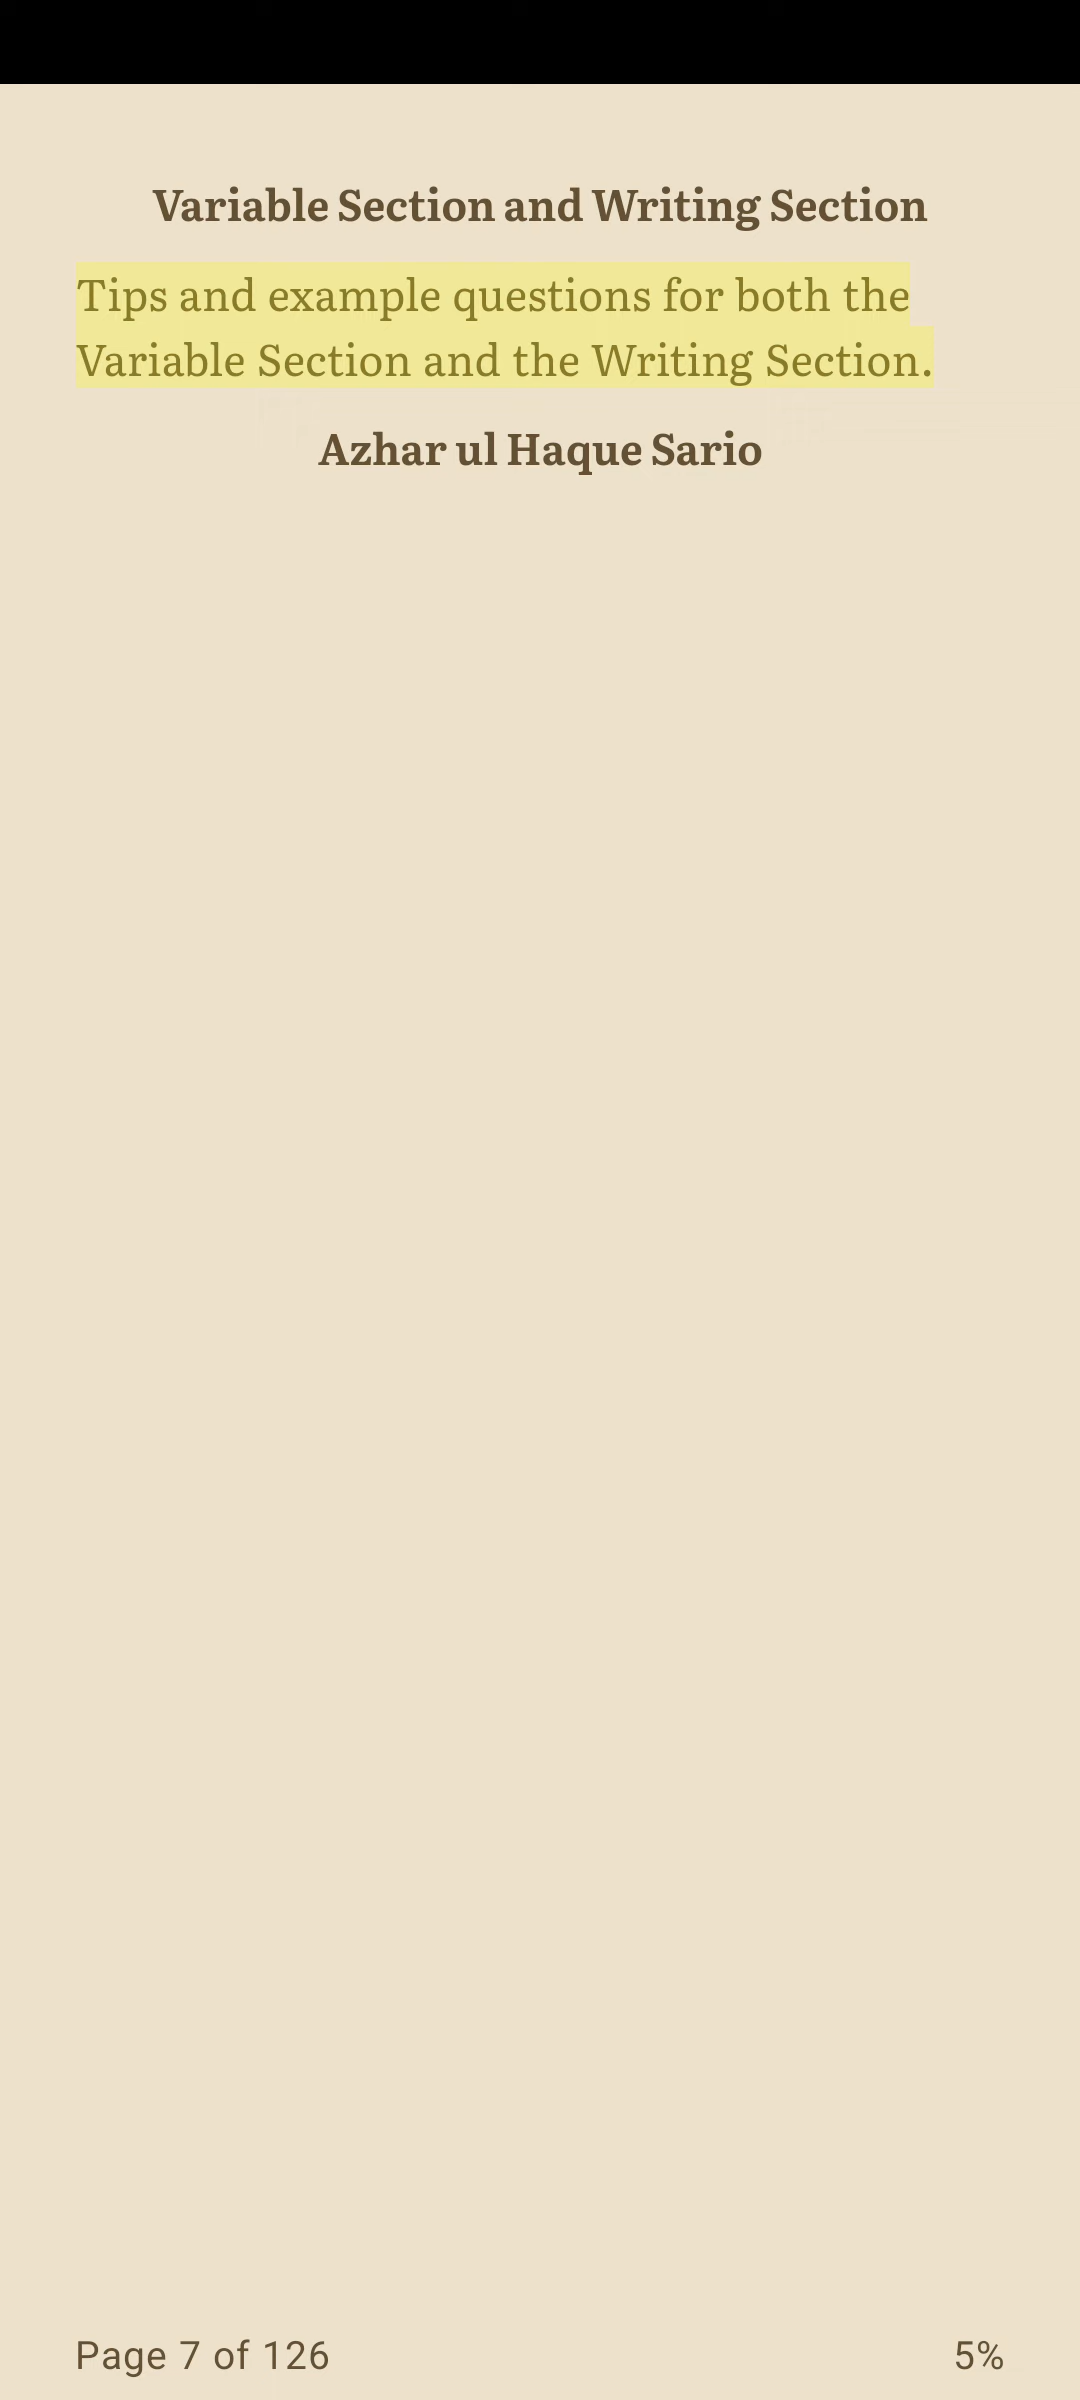 Variable Section and Writing Section
Tips and example questions for both the
Variable Section and the Writing Section.
Azhar ul Haque Sario
Page 7 of 126
5%